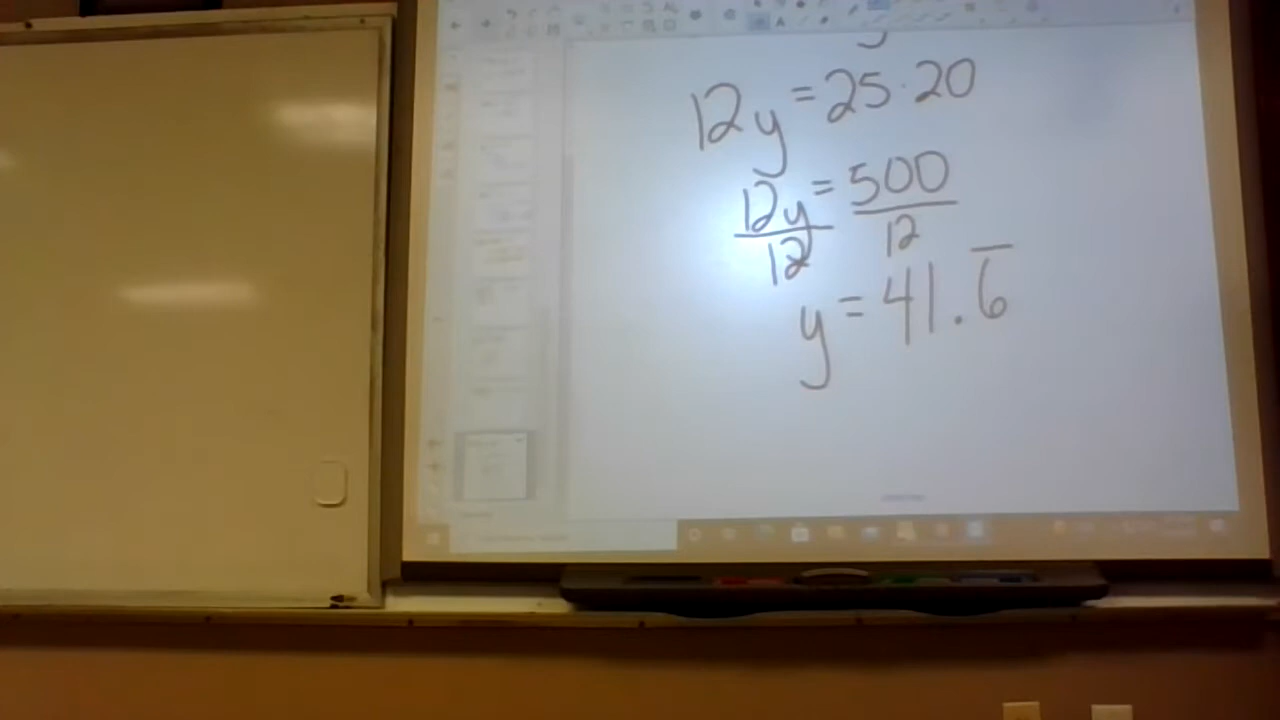 12y = 25 · 20
12y = 500
12 12
y = 41.6̅